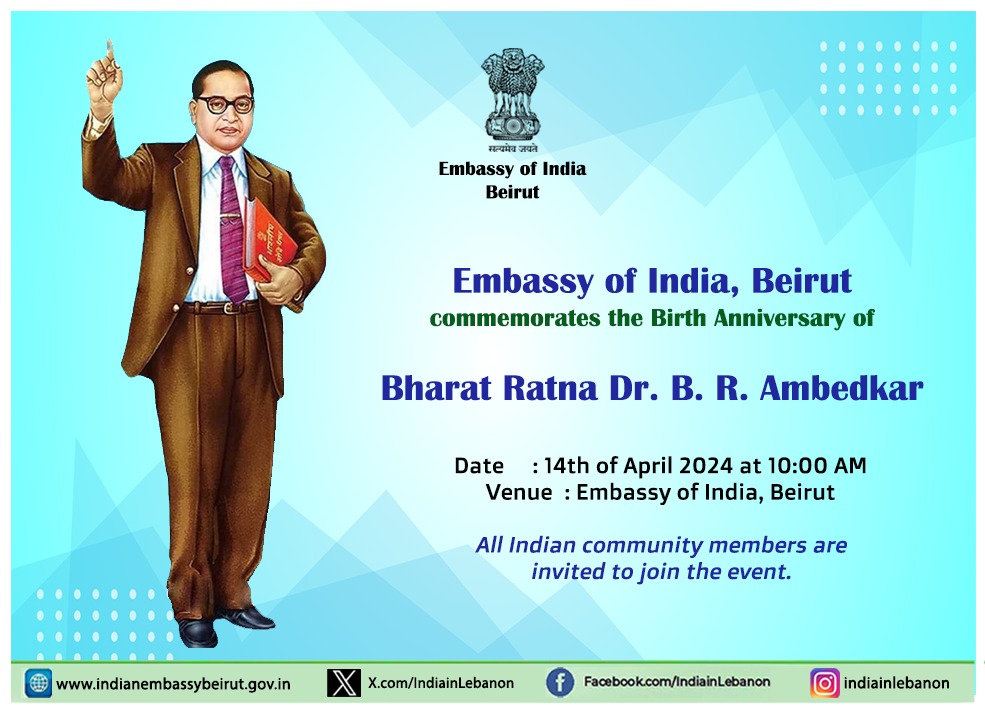 सत्यमेव जयते
Embassy of India
Beirut
Embassy of India, Beirut
commemorates the Birth Anniversary of
Bharat Ratna Dr. B. R. Ambedkar
Date : 14th of April 2024 at 10:00 AM
Venue : Embassy of India, Beirut
All Indian community members are
invited to join the event.
www.indianembassybeirut.gov.in
X.com/IndiainLebanon
Facebook.com/IndiainLebanon
indiainlebanon